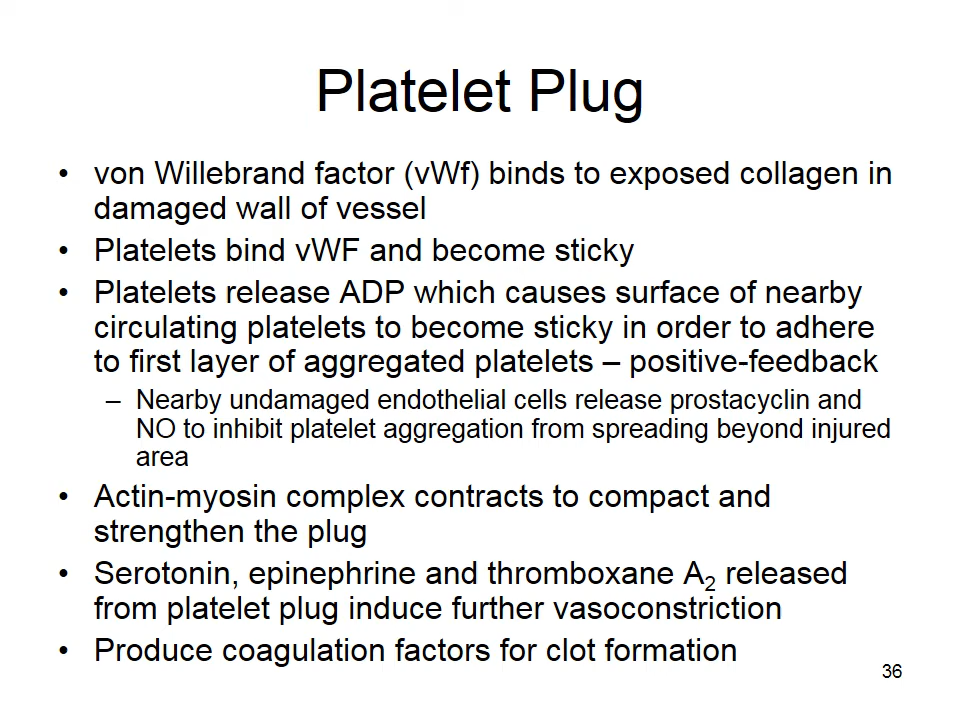 Platelet Plug
• von Willebrand factor (vWf) binds to exposed collagen in
damaged wall of vessel
• Platelets bind vWF and become sticky
• Platelets release ADP which causes surface of nearby
circulating platelets to become sticky in order to adhere
to first layer of aggregated platelets – positive-feedback
– Nearby undamaged endothelial cells release prostacyclin and
NO to inhibit platelet aggregation from spreading beyond injured
area
• Actin-myosin complex contracts to compact and
strengthen the plug
• Serotonin, epinephrine and thromboxane A₂ released
from platelet plug induce further vasoconstriction
• Produce coagulation factors for clot formation
36